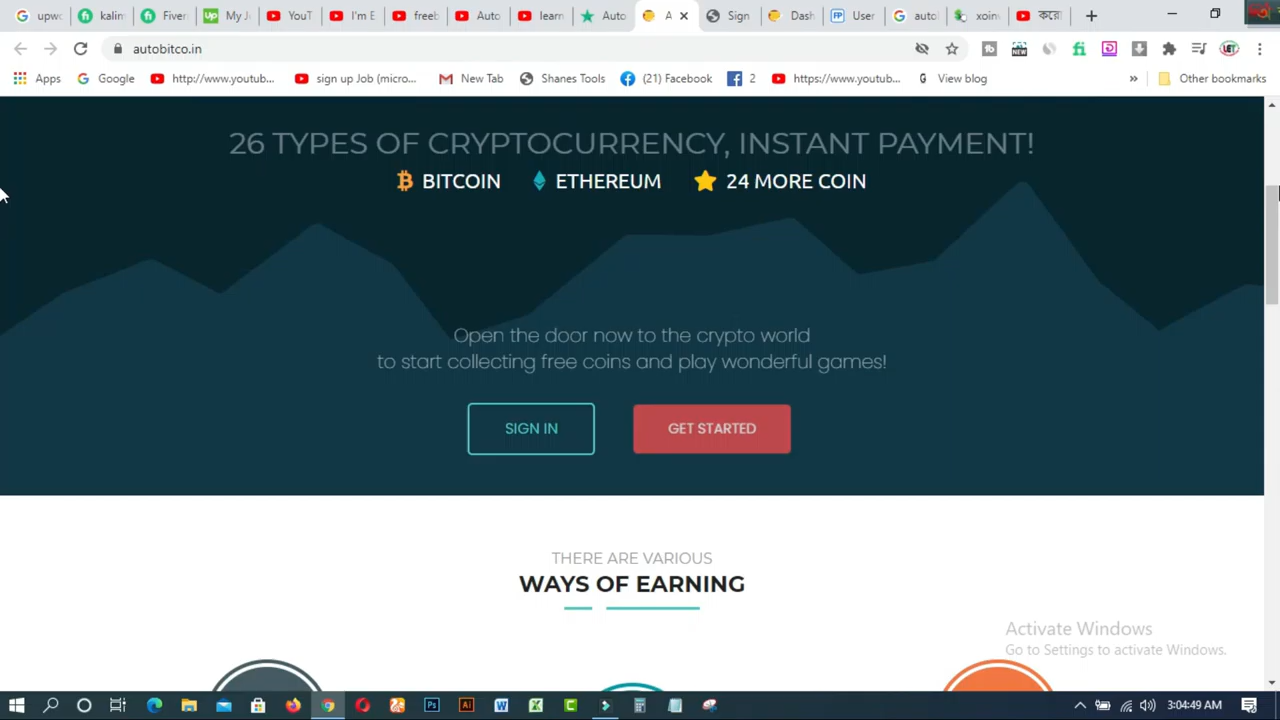 upwo
kalin
Fiver
My J
YouT
I'm E
freeb
Auto
learn
Auto
A
Sign
Dash
User
autol
xoinv
autobitco.in
Apps
Google
http://www.youtub...
sign up Job (micro...
New Tab
Shanes Tools
(21) Facebook
2
https://www.youtub...
View blog
»
Other bookmarks
26 TYPES OF CRYPTOCURRENCY, INSTANT PAYMENT!
BITCOIN
ETHEREUM
24 MORE COIN
Open the door now to the crypto world
to start collecting free coins and play wonderful games!
SIGN IN
GET STARTED
THERE ARE VARIOUS
WAYS OF EARNING
Activate Windows
Go to Settings to activate Windows.
3:04:49 AM